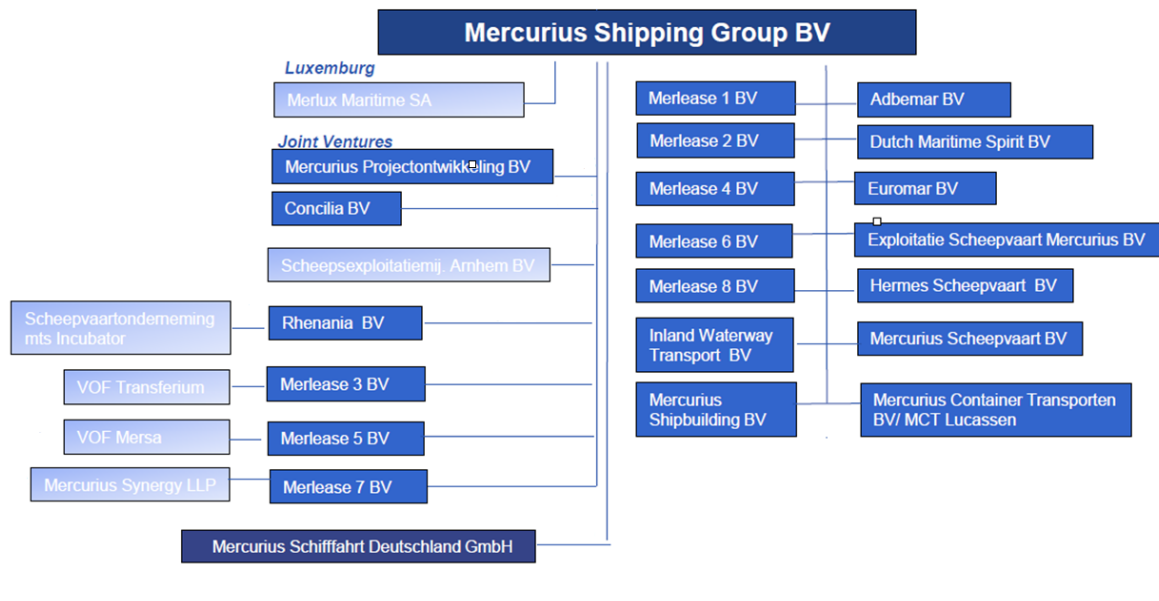 Mercurius Shipping Group BV
Luxemburg
Merlux Maritime SA
Joint Ventures
Mercurius Projectontwikkeling BV
Concilia BV
Scheepsexploitatiemij. Arnhem BV
Scheepvaartonderneming
mts Incubator
Rhenania BV
VOF Transferium
Merlease 3 BV
VOF Mersa
Merlease 5 BV
Mercurius Synergy LLP
Merlease 7 BV
Mercurius Schifffahrt Deutschland GmbH
Merlease 1 BV
Adbemar BV
Merlease 2 BV
Dutch Maritime Spirit BV
Merlease 4 BV
Euromar BV
Merlease 6 BV
Exploitatie Scheepvaart Mercurius BV
Merlease 8 BV
Hermes Scheepvaart BV
Inland Waterway
Transport BV
Mercurius Scheepvaart BV
Mercurius
Shipbuilding BV
Mercurius Container Transporten
BV/ MCT Lucassen